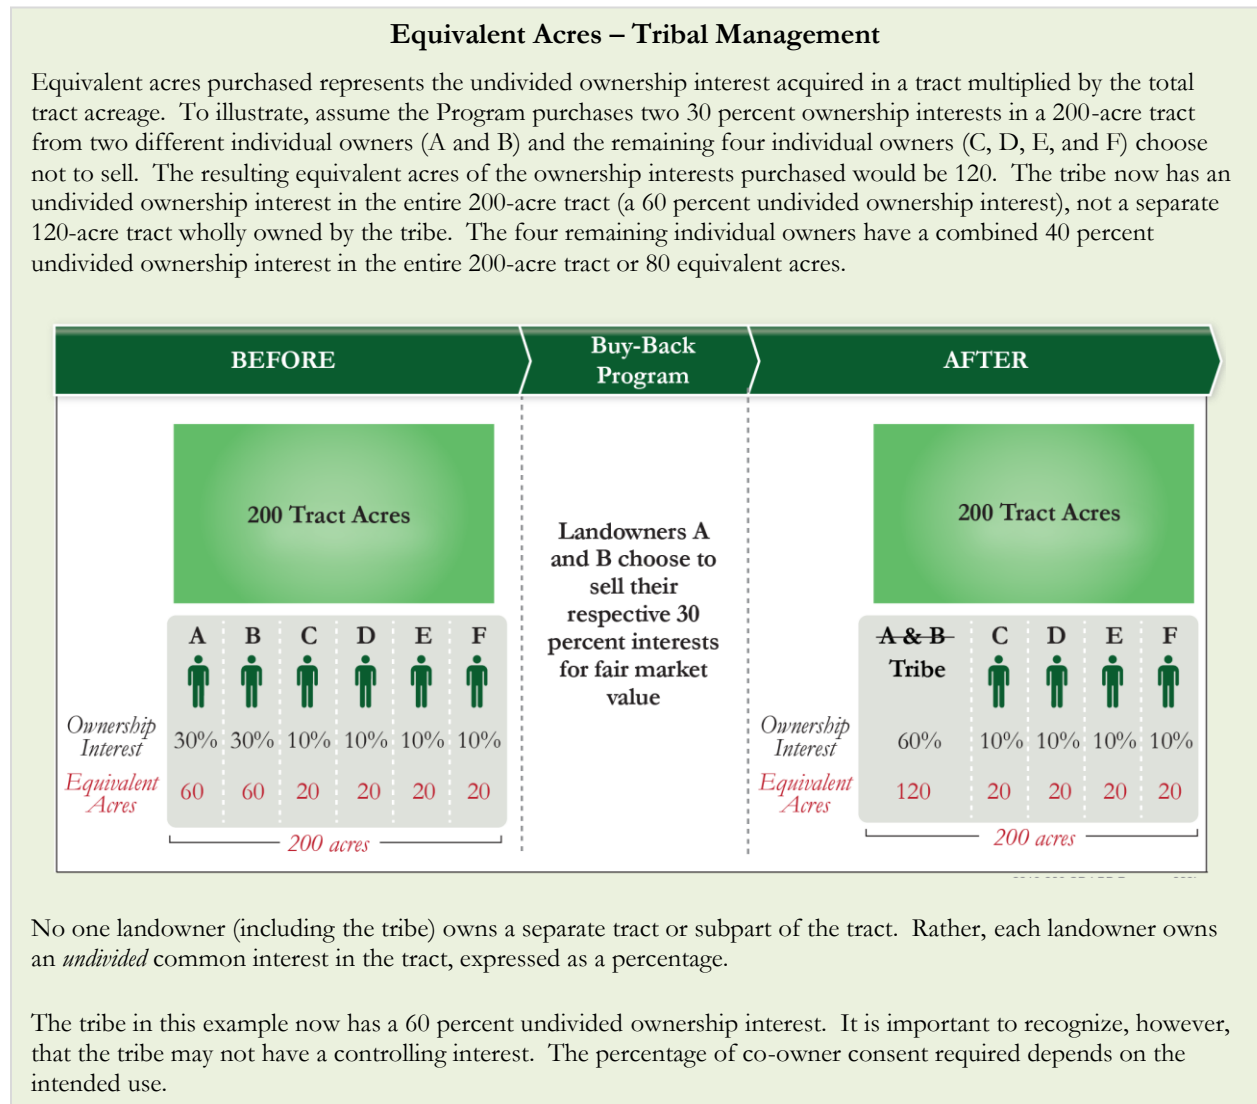 Equivalent Acres – Tribal Management
Equivalent acres purchased represents the undivided ownership interest acquired in a tract multiplied by the total
tract acreage. To illustrate, assume the Program purchases two 30 percent ownership interests in a 200-acre tract
from two different individual owners (A and B) and the remaining four individual owners (C, D, E, and F) choose
not to sell. The resulting equivalent acres of the ownership interests purchased would be 120. The tribe now has an
undivided ownership interest in the entire 200-acre tract (a 60 percent undivided ownership interest), not a separate
120-acre tract wholly owned by the tribe. The four remaining individual owners have a combined 40 percent
undivided ownership interest in the entire 200-acre tract or 80 equivalent acres.
BEFORE
200 Tract Acres
A B C D E F
Ownership
Interest
30% 30% 10% 10% 10% 10%
Equivalent
Acres
60 60 20 20 20 20
200 acres
Buy-Back
Program
Landowners A
and B choose to
sell their
respective 30
percent interests
for fair market
value
AFTER
200 Tract Acres
A & B C D E F
Tribe
Ownership
Interest
60% 10% 10% 10% 10%
Equivalent
Acres
120 20 20 20 20
200 acres
No one landowner (including the tribe) owns a separate tract or subpart of the tract. Rather, each landowner owns
an undivided common interest in the tract, expressed as a percentage.
The tribe in this example now has a 60 percent undivided ownership interest. It is important to recognize, however,
that the tribe may not have a controlling interest. The percentage of co-owner consent required depends on the
intended use.